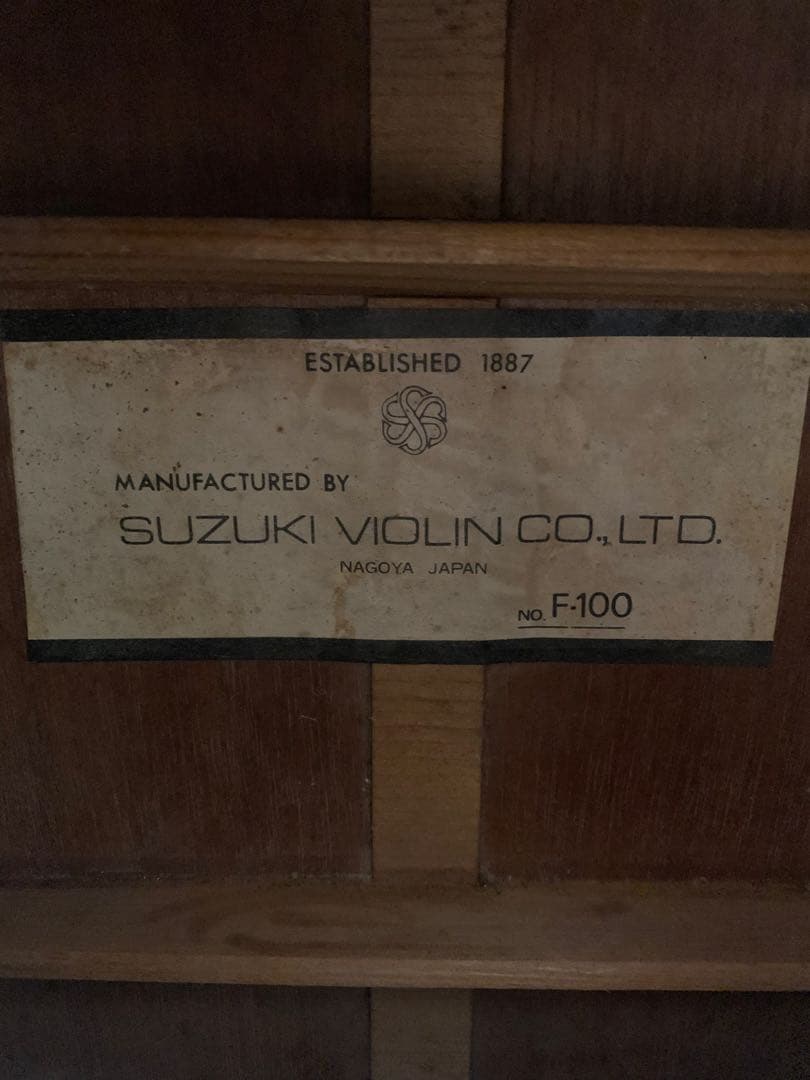 ESTABLISHED 1887
MANUFACTURED BY
SUZUKI VIOLIN CO., LTD.
NAGOYA JAPAN
NO. F-100